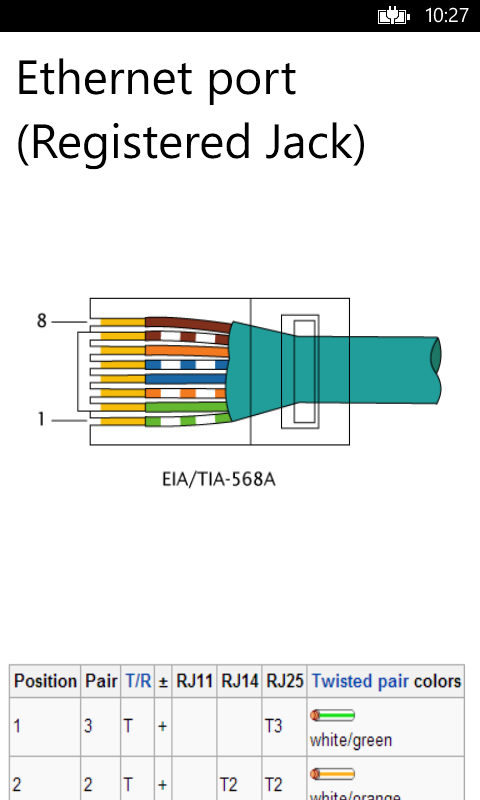 10:27
Ethernet port
(Registered Jack)
8
1
EIA/TIA-568A
Position Pair T/R ± RJ11 RJ14 RJ25 Twisted pair colors
1 3 T + T3 white/green
2 2 T + T2 T2 white/orange